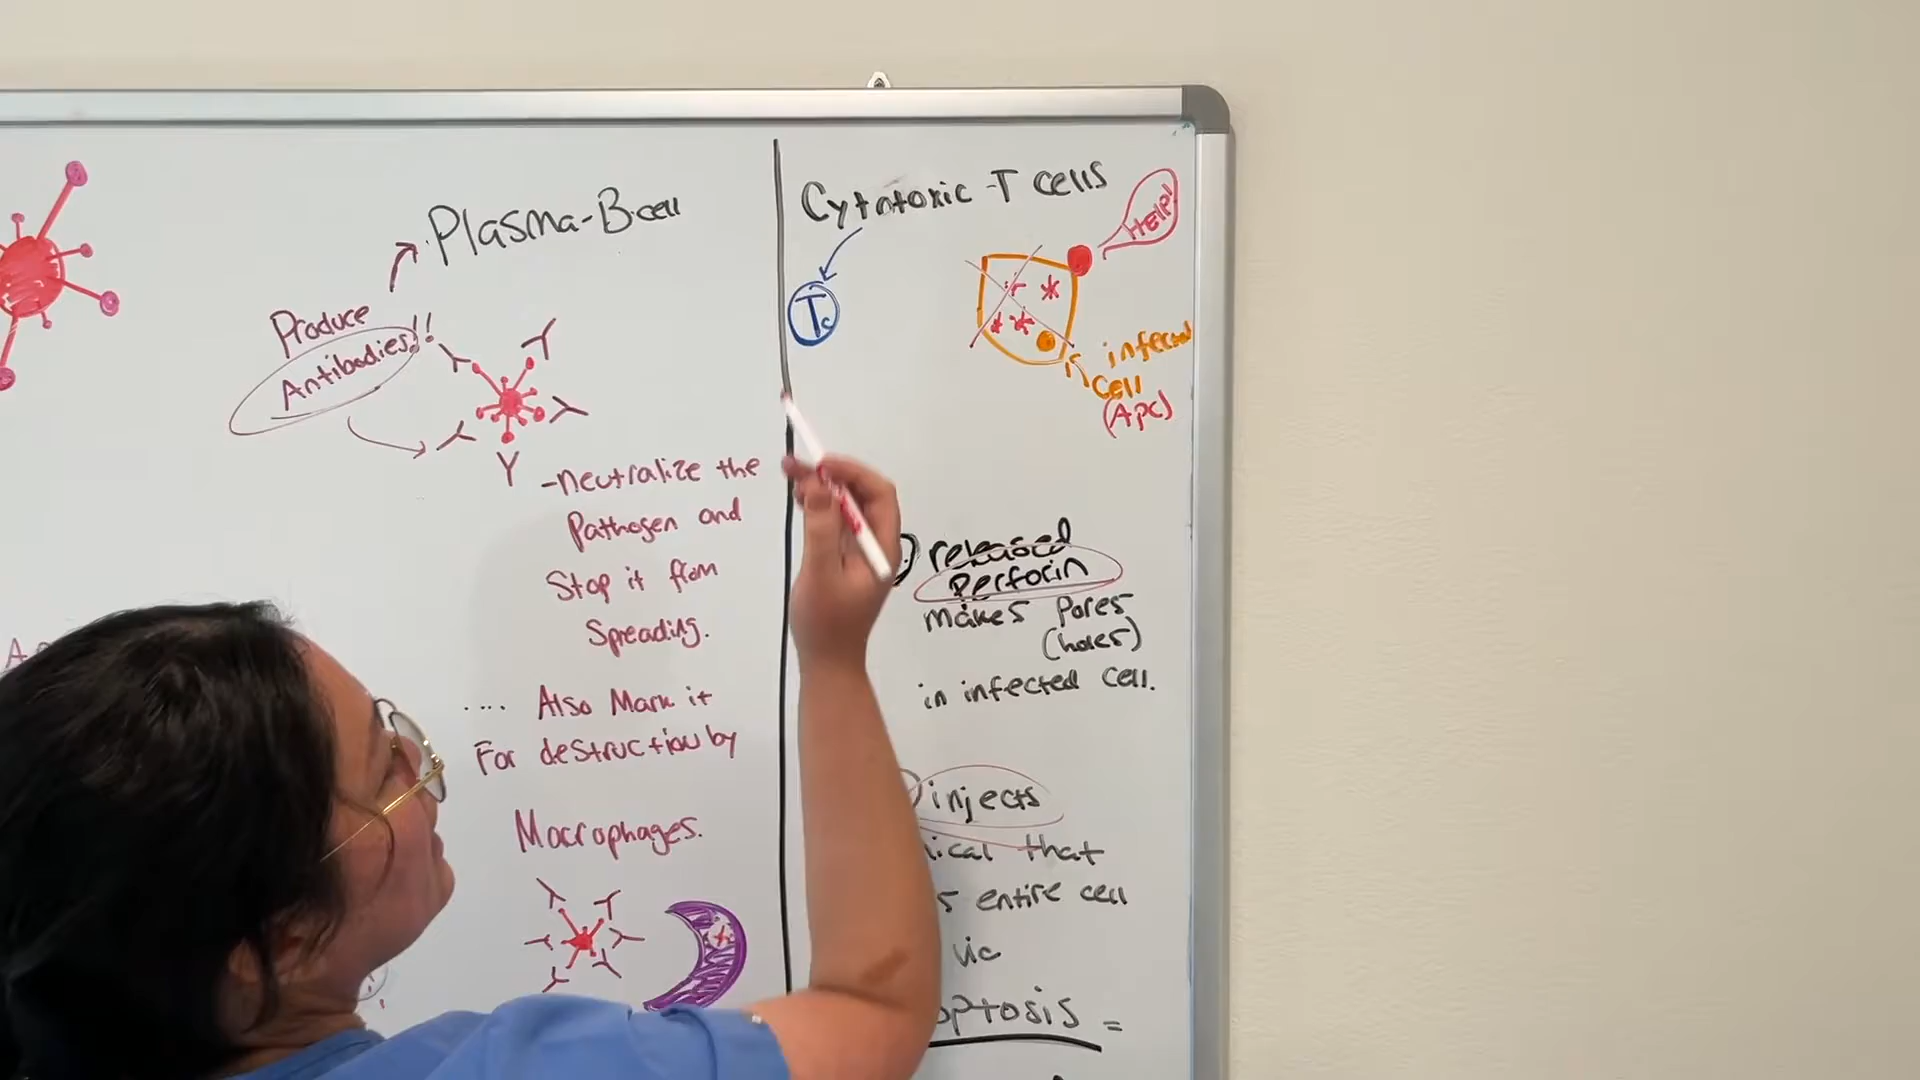 Plasma-B cell
Produce
Antibodies!!
-neutralize the
Pathogen and
Stop it from
Spreading.
.... Also Mark it
For destruction by
Macrophages.
Cytotoxic -T cells
HELP!
Tc
infected
cell
(APC)
released
Perforin
makes pores
(holes)
in infected cell.
injects
that
entire cell
via
=